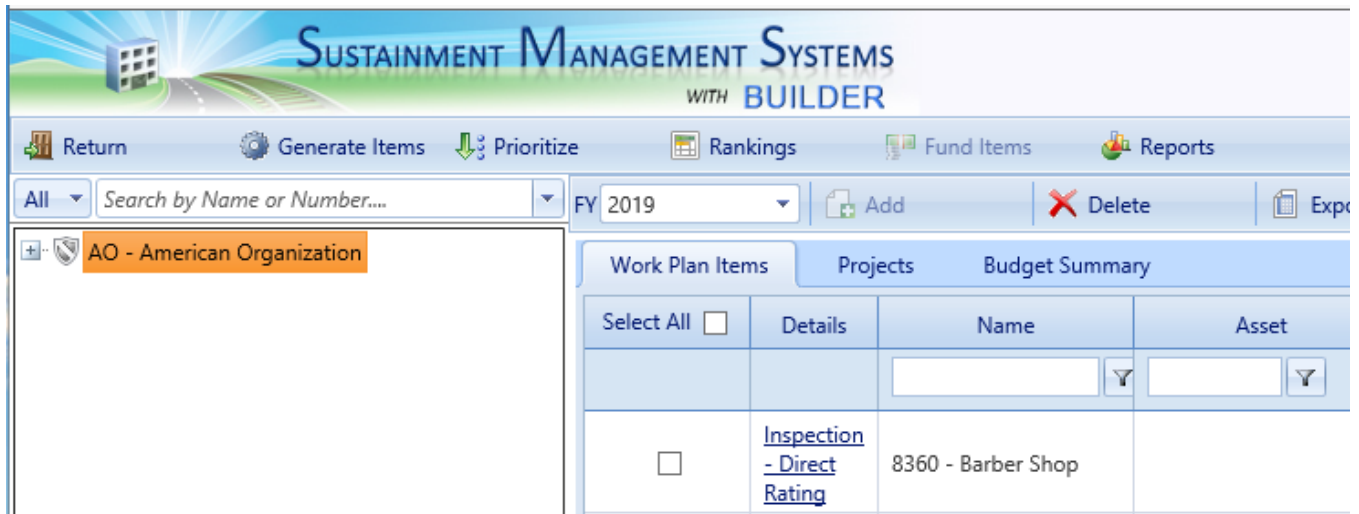 SUSTAINMENT MANAGEMENT SYSTEMS
WITH BUILDER
Return Generate Items Prioritize Rankings Fund Items Reports
All Search by Name or Number.... FY 2019 Add Delete Expo
AO - American Organization
Work Plan Items Projects Budget Summary
Select All Details Name Asset
Inspection
- Direct
Rating
8360 - Barber Shop